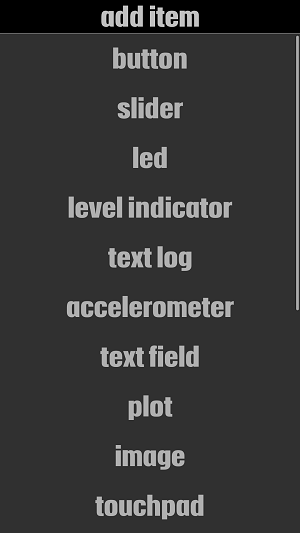 add item
button
slider
led
level indicator
text log
accelerometer
text field
plot
image
touchpad